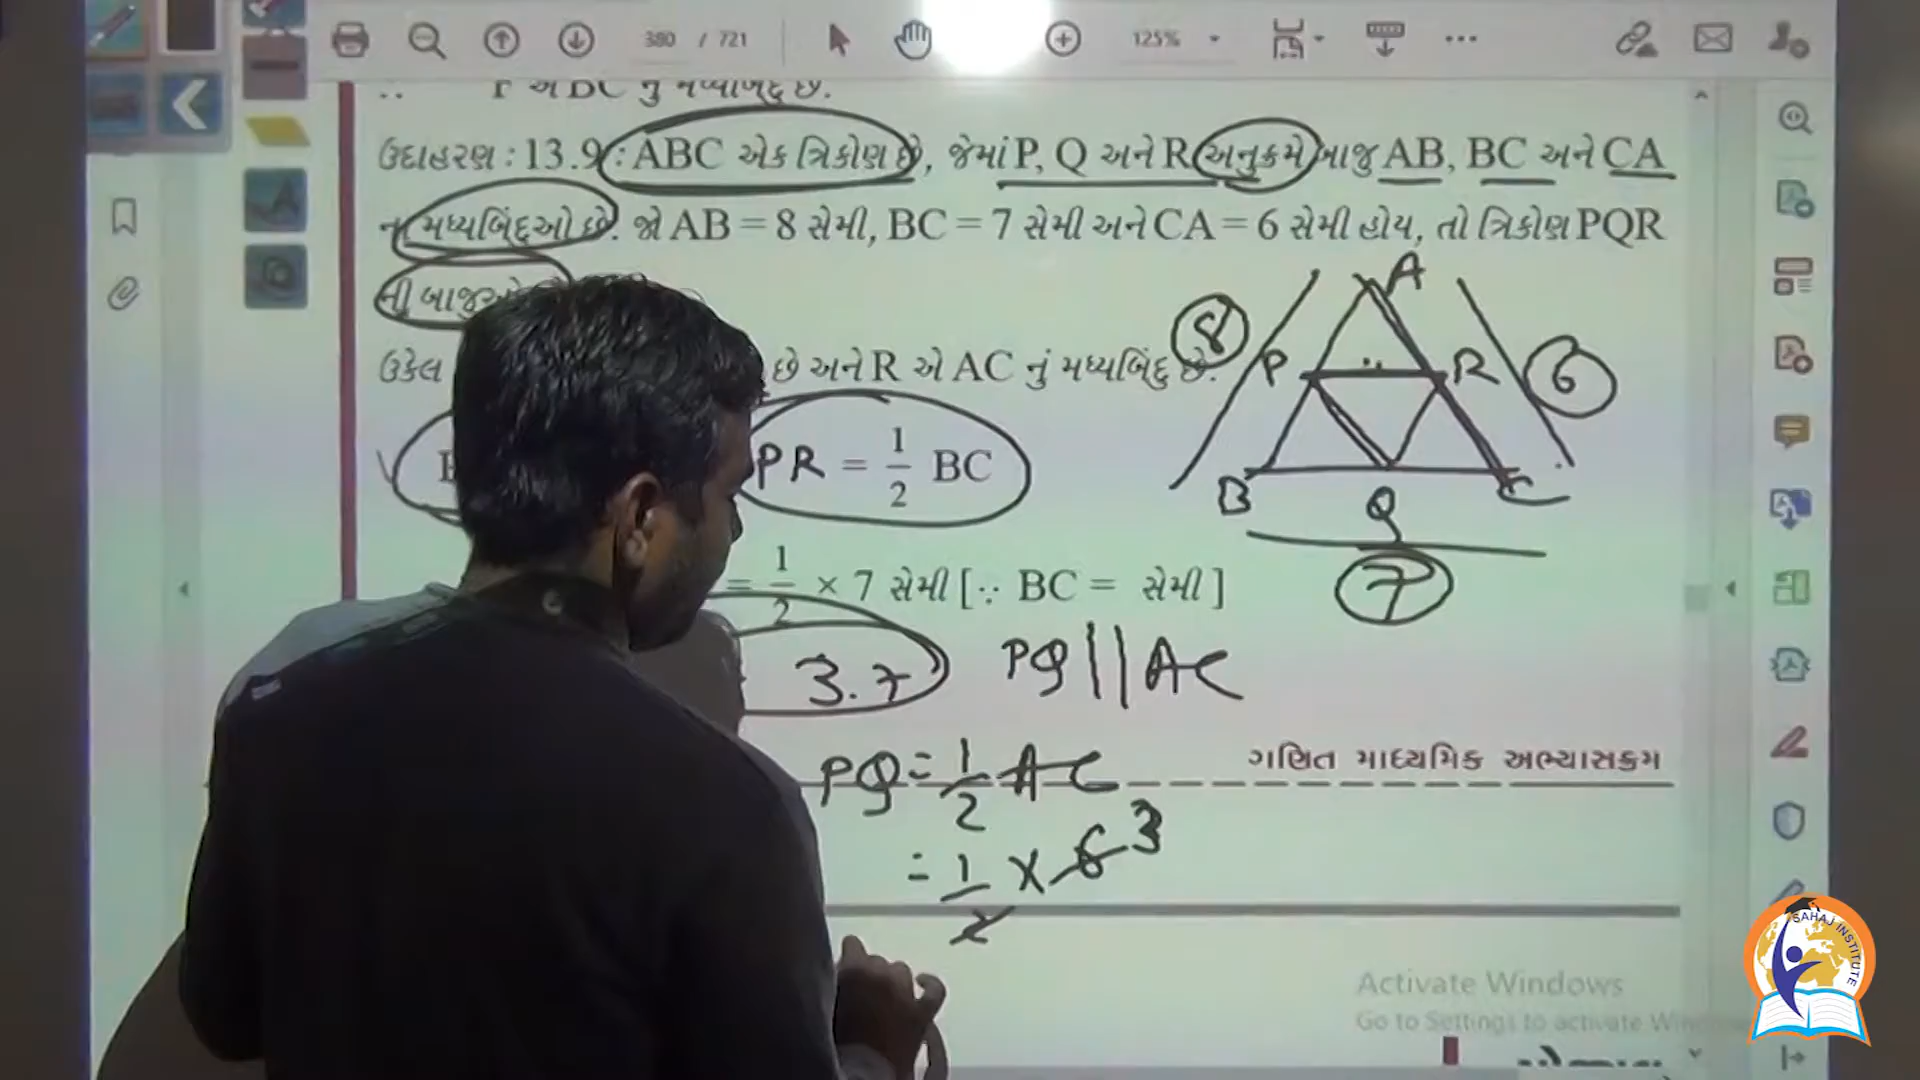 380 / 721
125%
ઉદાહરણ : 13.9 : ABC એક ત્રિકોણ છે, જેમાં P, Q અને R અનુક્રમે બાજુ AB, BC અને CA
મધ્યબિંદુઓ છે. જો AB = 8 સેમી, BC = 7 સેમી અને CA = 6 સેમી હોય, તો ત્રિકોણ PQR
ની બાજુઓ
A
8
P
R
6
ઉકેલ છે અને R એ AC નું મધ્યબિંદુ છે.
PR = 1/2 BC
B
Q
C
= 1/2 × 7 સેમી [∵ BC = સેમી ]
7
3.7
PQ || AC
PQ = 1/2 AC
ગણિત માધ્યમિક અભ્યાસક્રમ
= 1/2 × 6 3
SAHAJ INSTITUTE
Activate Windows
Go to Settings to activate